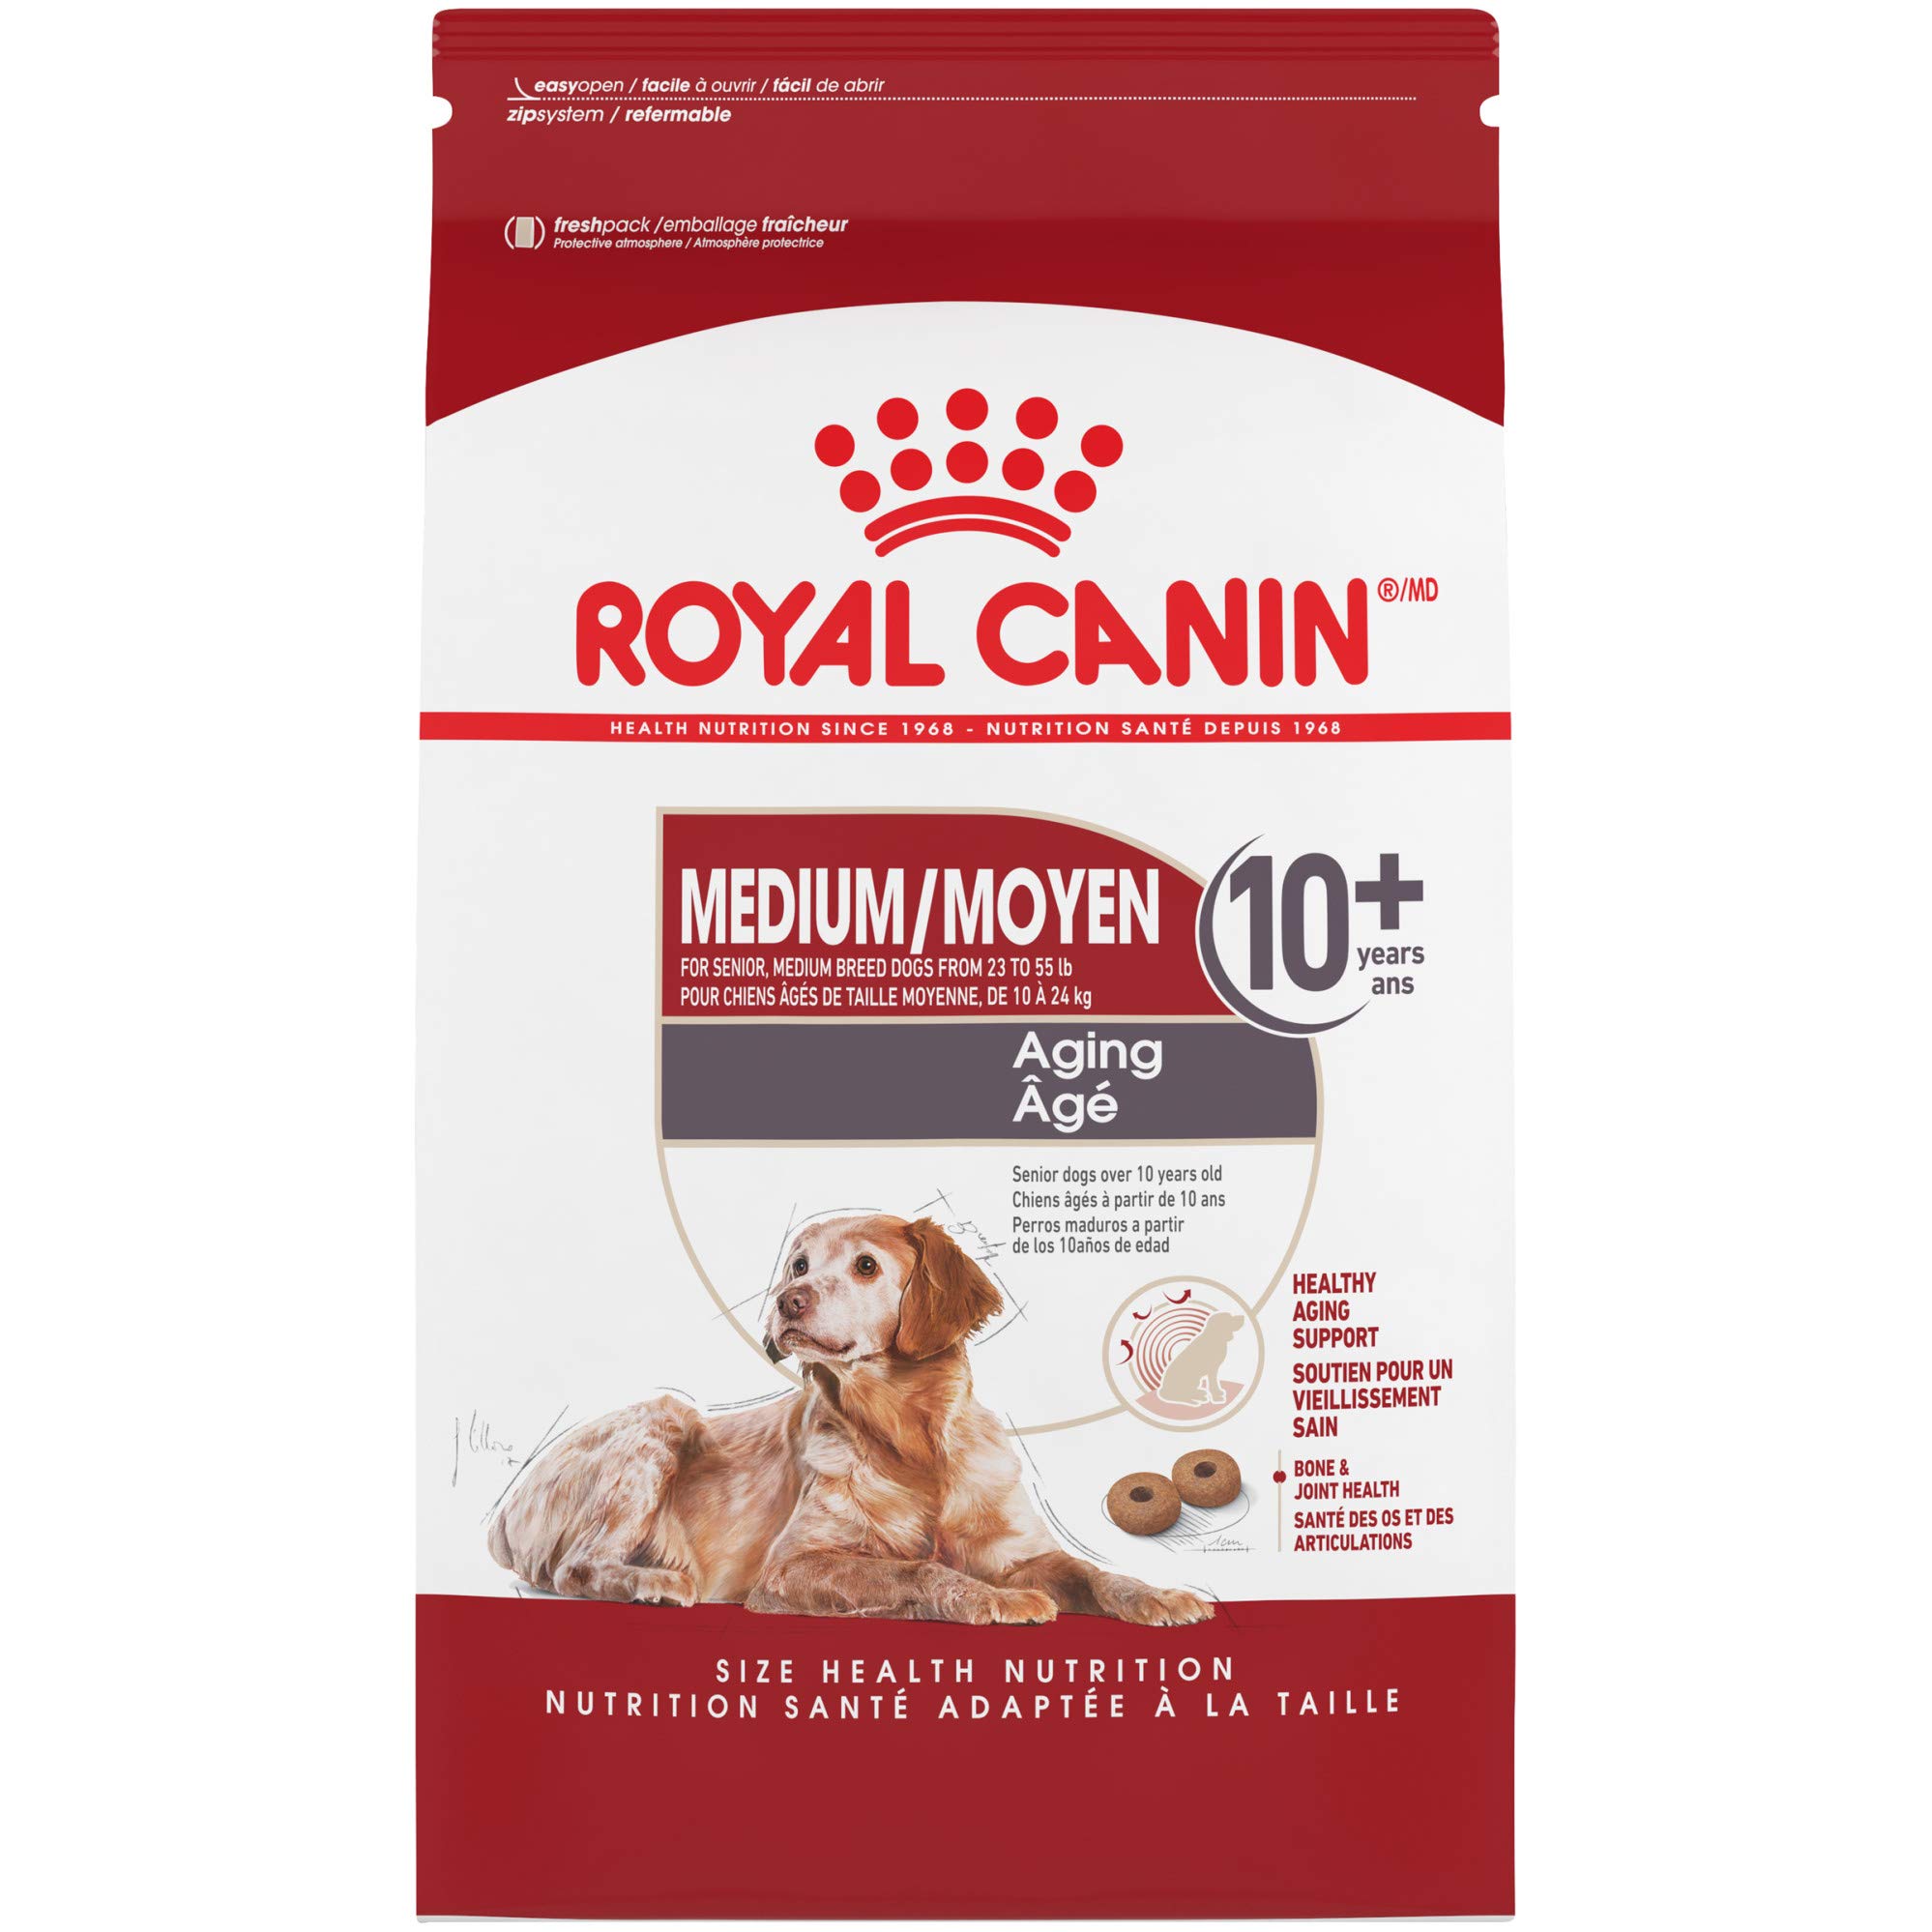 easyopen / facile à ouvrir / fácil de abrir
zipsystem / refermable
freshpack / emballage fraîcheur
Protective atmosphere / Atmosphère protectrice
ROYAL CANIN®/MD
HEALTH NUTRITION SINCE 1968 - NUTRITION SANTÉ DEPUIS 1968
MEDIUM/MOYEN
FOR SENIOR, MEDIUM BREED DOGS FROM 23 TO 55 lb
POUR CHIENS ÂGÉS DE TAILLE MOYENNE, DE 10 À 24 kg
10+
years
ans
Aging
Âgé
Senior dogs over 10 years old
Chiens âgés à partir de 10 ans
Perros maduros a partir
de los 10años de edad
HEALTHY
AGING
SUPPORT
SOUTIEN POUR UN
VIEILLISSEMENT
SAIN
BONE &
JOINT HEALTH
SANTÉ DES OS ET DES
ARTICULATIONS
1cm
SIZE HEALTH NUTRITION
NUTRITION SANTÉ ADAPTÉE À LA TAILLE